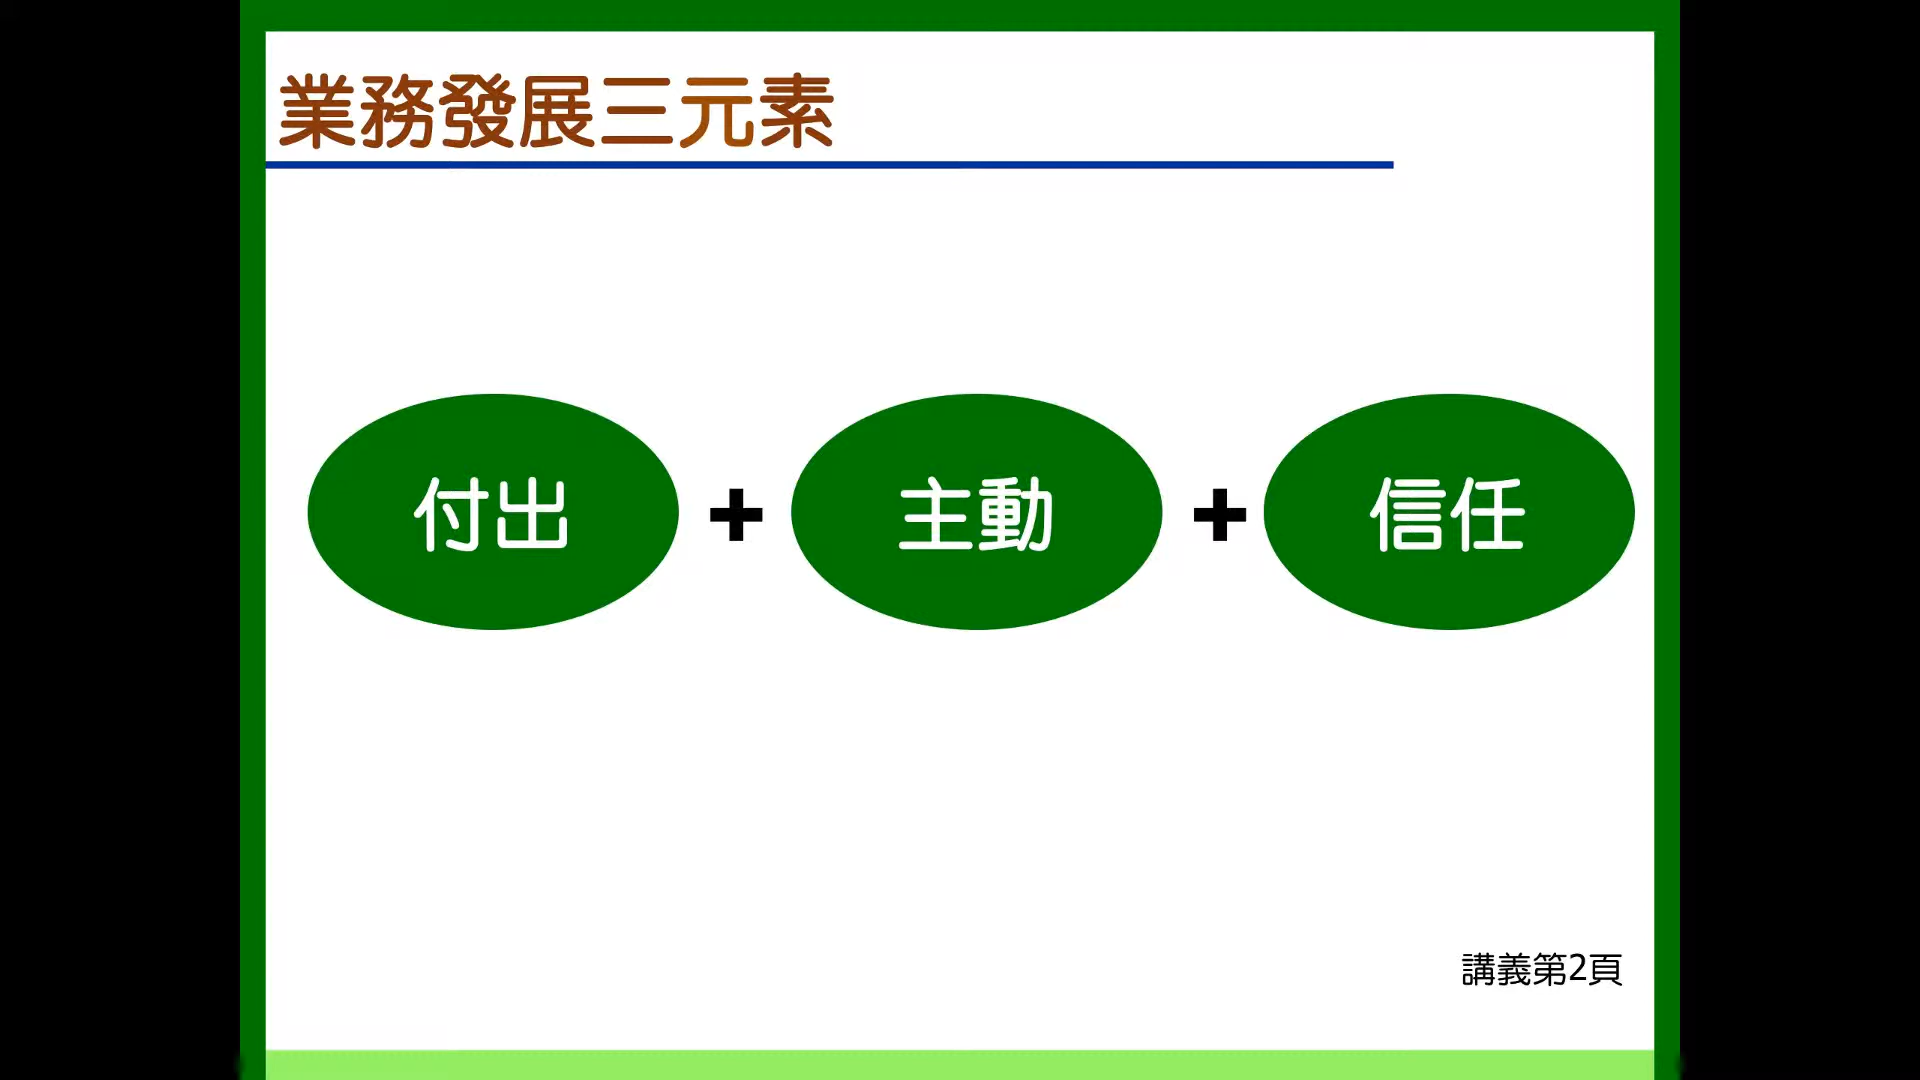 業務發展三元素
付出 + 主動 + 信任
講義第2頁